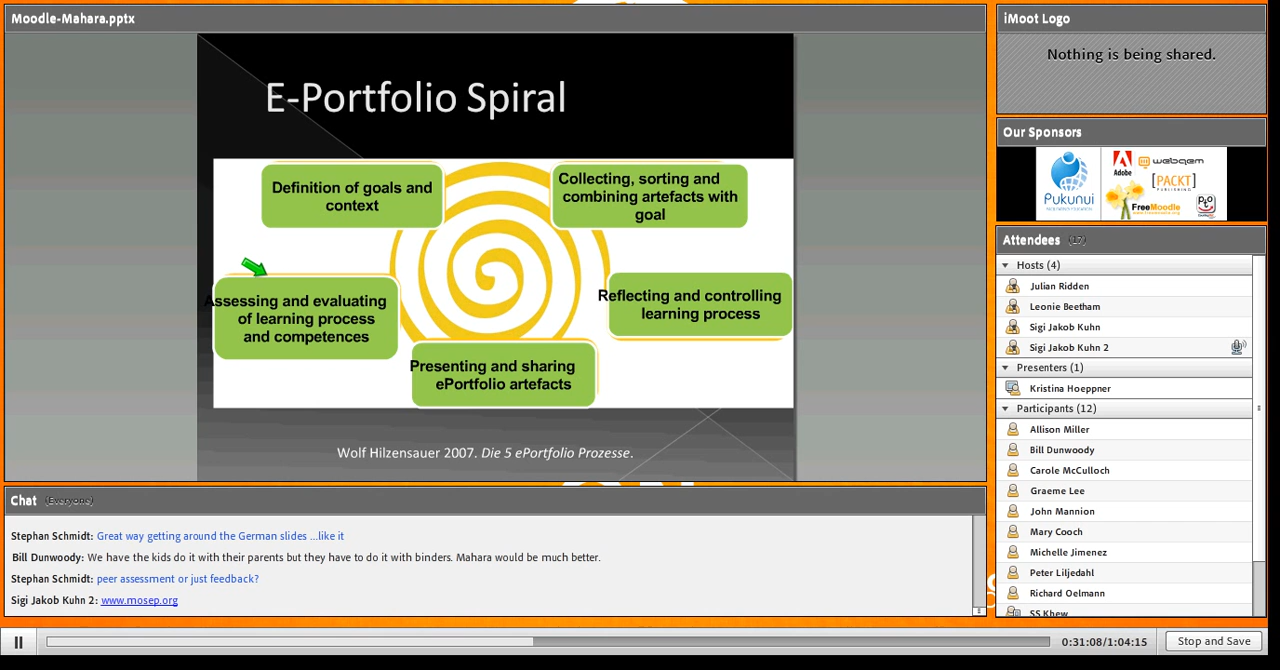 Moodle-Mahara.pptx
E-Portfolio Spiral
Definition of goals and
context
Collecting, sorting and
combining artefacts with
goal
Assessing and evaluating
of learning process
and competences
Reflecting and controlling
learning process
Presenting and sharing
ePortfolio artefacts
Wolf Hilzensauer 2007. Die 5 ePortfolio Prozesse.
Chat (Everyone)
Stephan Schmidt: Great way getting around the German slides ...like it
Bill Dunwoody: We have the kids do it with their parents but they have to do it with binders. Mahara would be much better.
Stephan Schmidt: peer assessment or just feedback?
Sigi Jakob Kuhn 2: www.mosep.org
iMoot Logo
Nothing is being shared.
Our Sponsors
Pukunui
Adobe
webgem
[PACKT]
PUBLISHING
FreeMoodle
Attendees (17)
Hosts (4)
Julian Ridden
Leonie Beetham
Sigi Jakob Kuhn
Sigi Jakob Kuhn 2
Presenters (1)
Kristina Hoeppner
Participants (12)
Allison Miller
Bill Dunwoody
Carole McCulloch
Graeme Lee
John Mannion
Mary Cooch
Michelle Jimenez
Peter Liljedahl
Richard Oelmann
SS Khew
0:31:08/1:04:15
Stop and Save